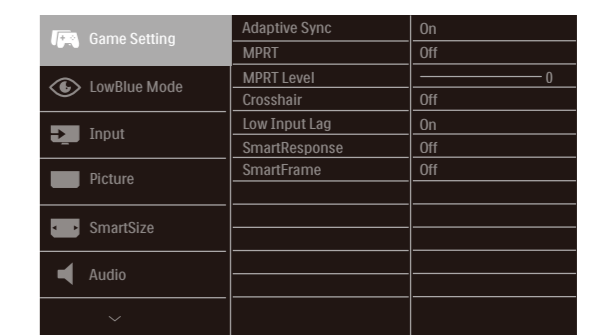 Game Setting
LowBlue Mode
Input
Picture
SmartSize
Audio
Adaptive Sync On
MPRT Off
MPRT Level 0
Crosshair Off
Low Input Lag On
SmartResponse Off
SmartFrame Off